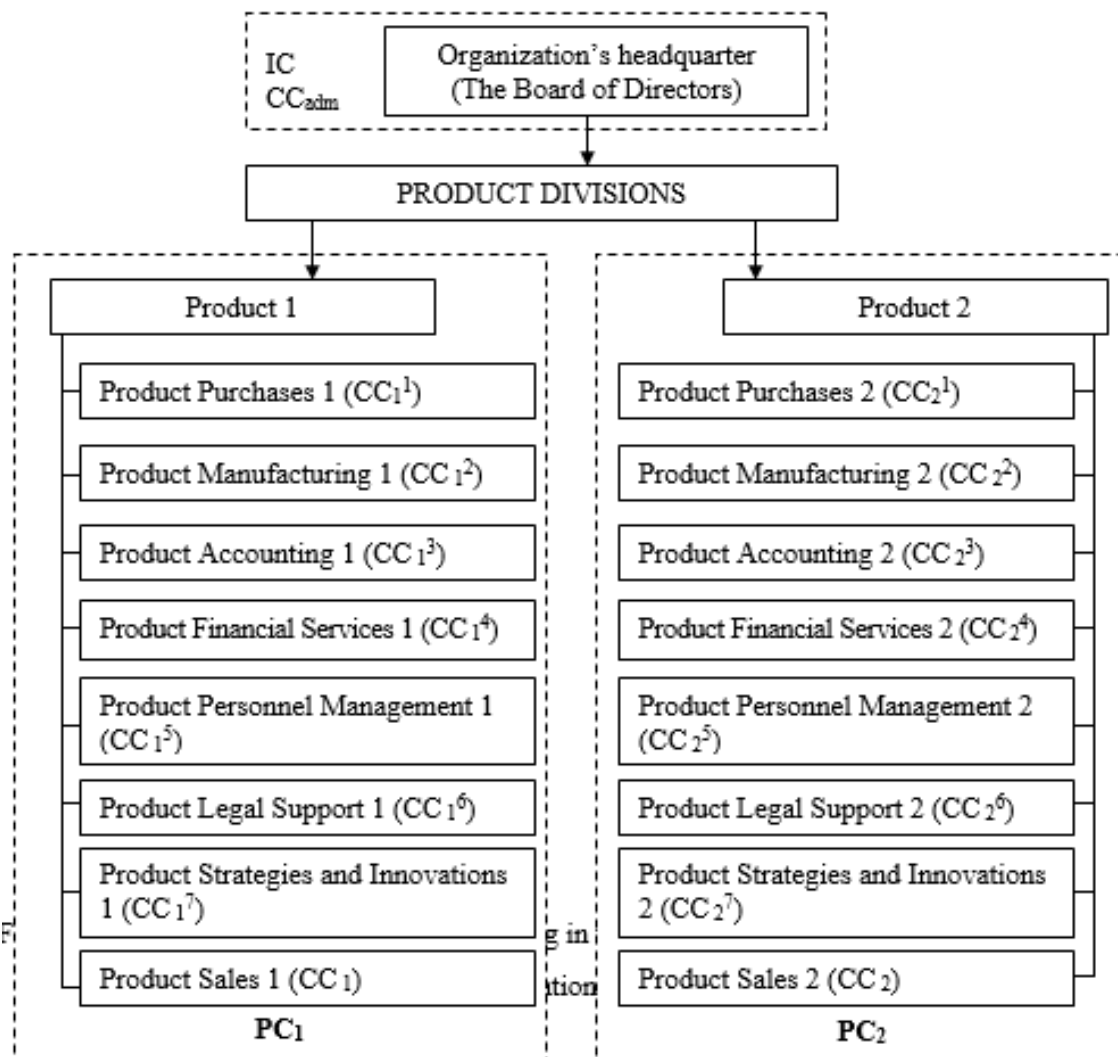 IC
CCadm
Organization’s headquarter
(The Board of Directors)
PRODUCT DIVISIONS
Product 1
Product Purchases 1 (CC₁¹)
Product Manufacturing 1 (CC ₁²)
Product Accounting 1 (CC ₁³)
Product Financial Services 1 (CC ₁⁴)
Product Personnel Management 1
(CC ₁⁵)
Product Legal Support 1 (CC ₁⁶)
Product Strategies and Innovations
1 (CC ₁⁷)
Product Sales 1 (CC ₁)
PC₁
Product 2
Product Purchases 2 (CC₂¹)
Product Manufacturing 2 (CC ₂²)
Product Accounting 2 (CC ₂³)
Product Financial Services 2 (CC ₂⁴)
Product Personnel Management 2
(CC ₂⁵)
Product Legal Support 2 (CC ₂⁶)
Product Strategies and Innovations
2 (CC ₂⁷)
Product Sales 2 (CC ₂)
PC₂
in